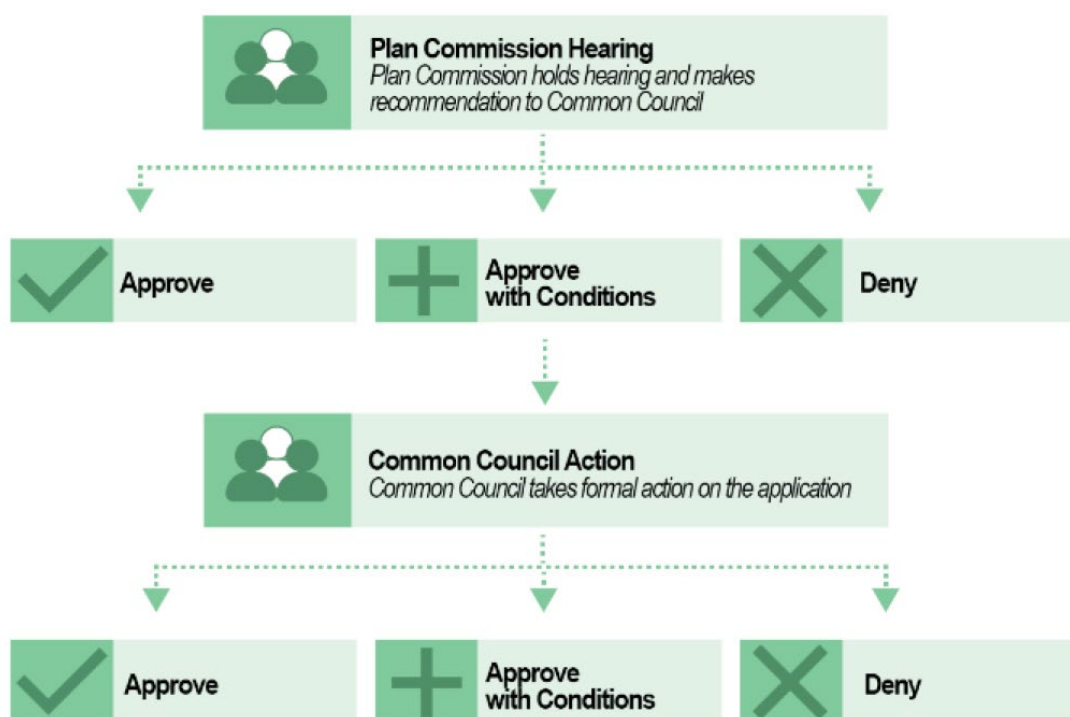 Plan Commission Hearing
Plan Commission holds hearing and makes
recommendation to Common Council
Approve
Approve
with Conditions
Deny
Common Council Action
Common Council takes formal action on the application
Approve
Approve
with Conditions
Deny